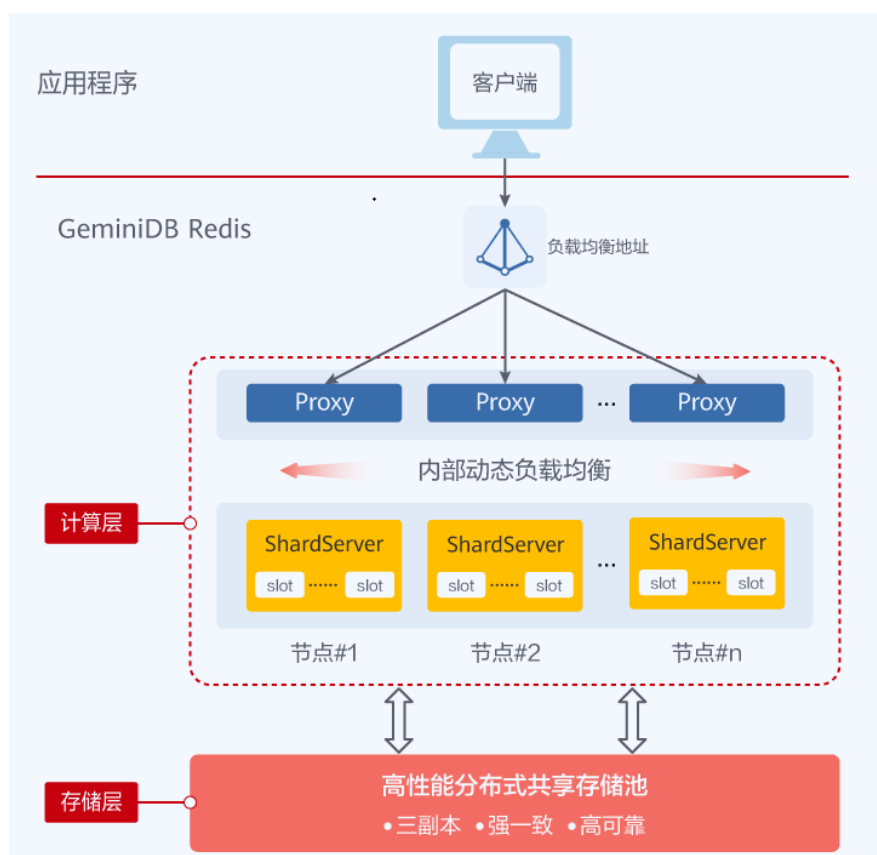 应用程序
客户端
GeminiDB Redis
负载均衡地址
Proxy Proxy ... Proxy
内部动态负载均衡
计算层
ShardServer ShardServer ... ShardServer
slot ...... slot slot ...... slot slot ...... slot
节点#1 节点#2 节点#n
高性能分布式共享存储池
存储层
•三副本 •强一致 •高可靠